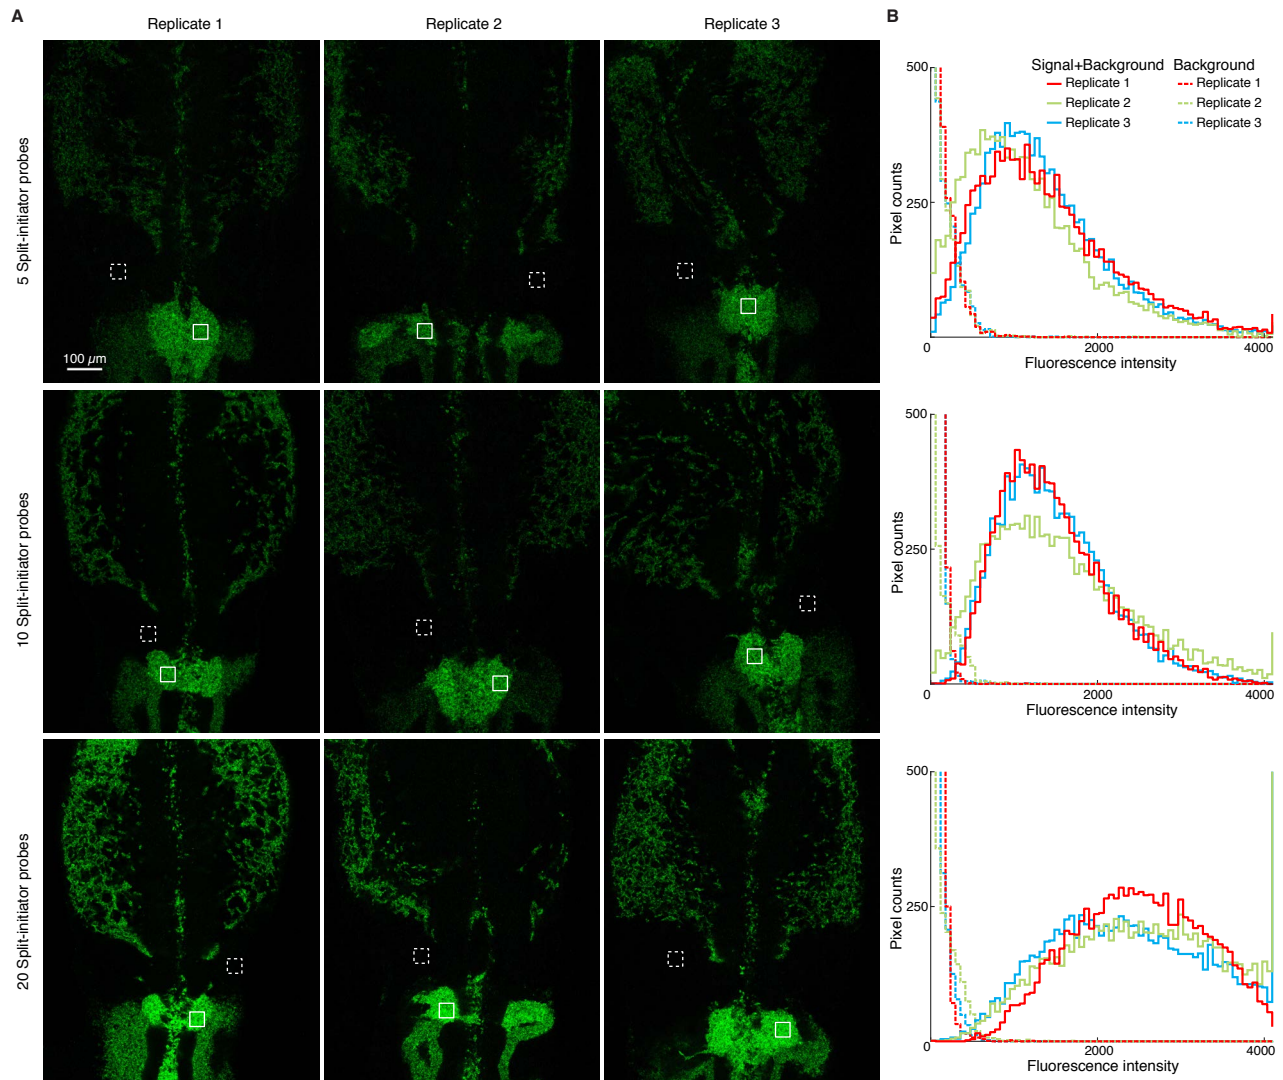 A
B
Replicate 1
Replicate 2
Replicate 3
5 Split-initiator probes
100 µm
10 Split-initiator probes
20 Split-initiator probes
Signal+Background
Background
Replicate 1
Replicate 1
Replicate 2
Replicate 2
Replicate 3
Replicate 3
500
250
Pixel counts
0
2000
4000
Fluorescence intensity
500
250
Pixel counts
0
2000
4000
Fluorescence intensity
500
250
Pixel counts
0
0
2000
4000
Fluorescence intensity